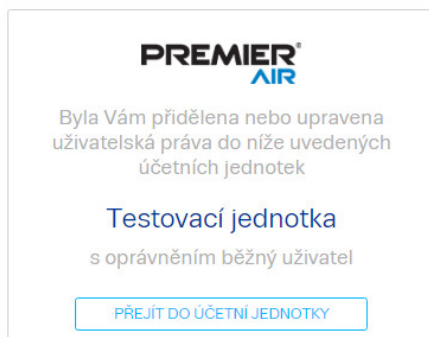 PREMIER®
AIR
Byla Vám přidělena nebo upravena
uživatelská práva do níže uvedených
účetních jednotek
Testovací jednotka
s oprávněním běžný uživatel
PŘEJÍT DO ÚČETNÍ JEDNOTKY